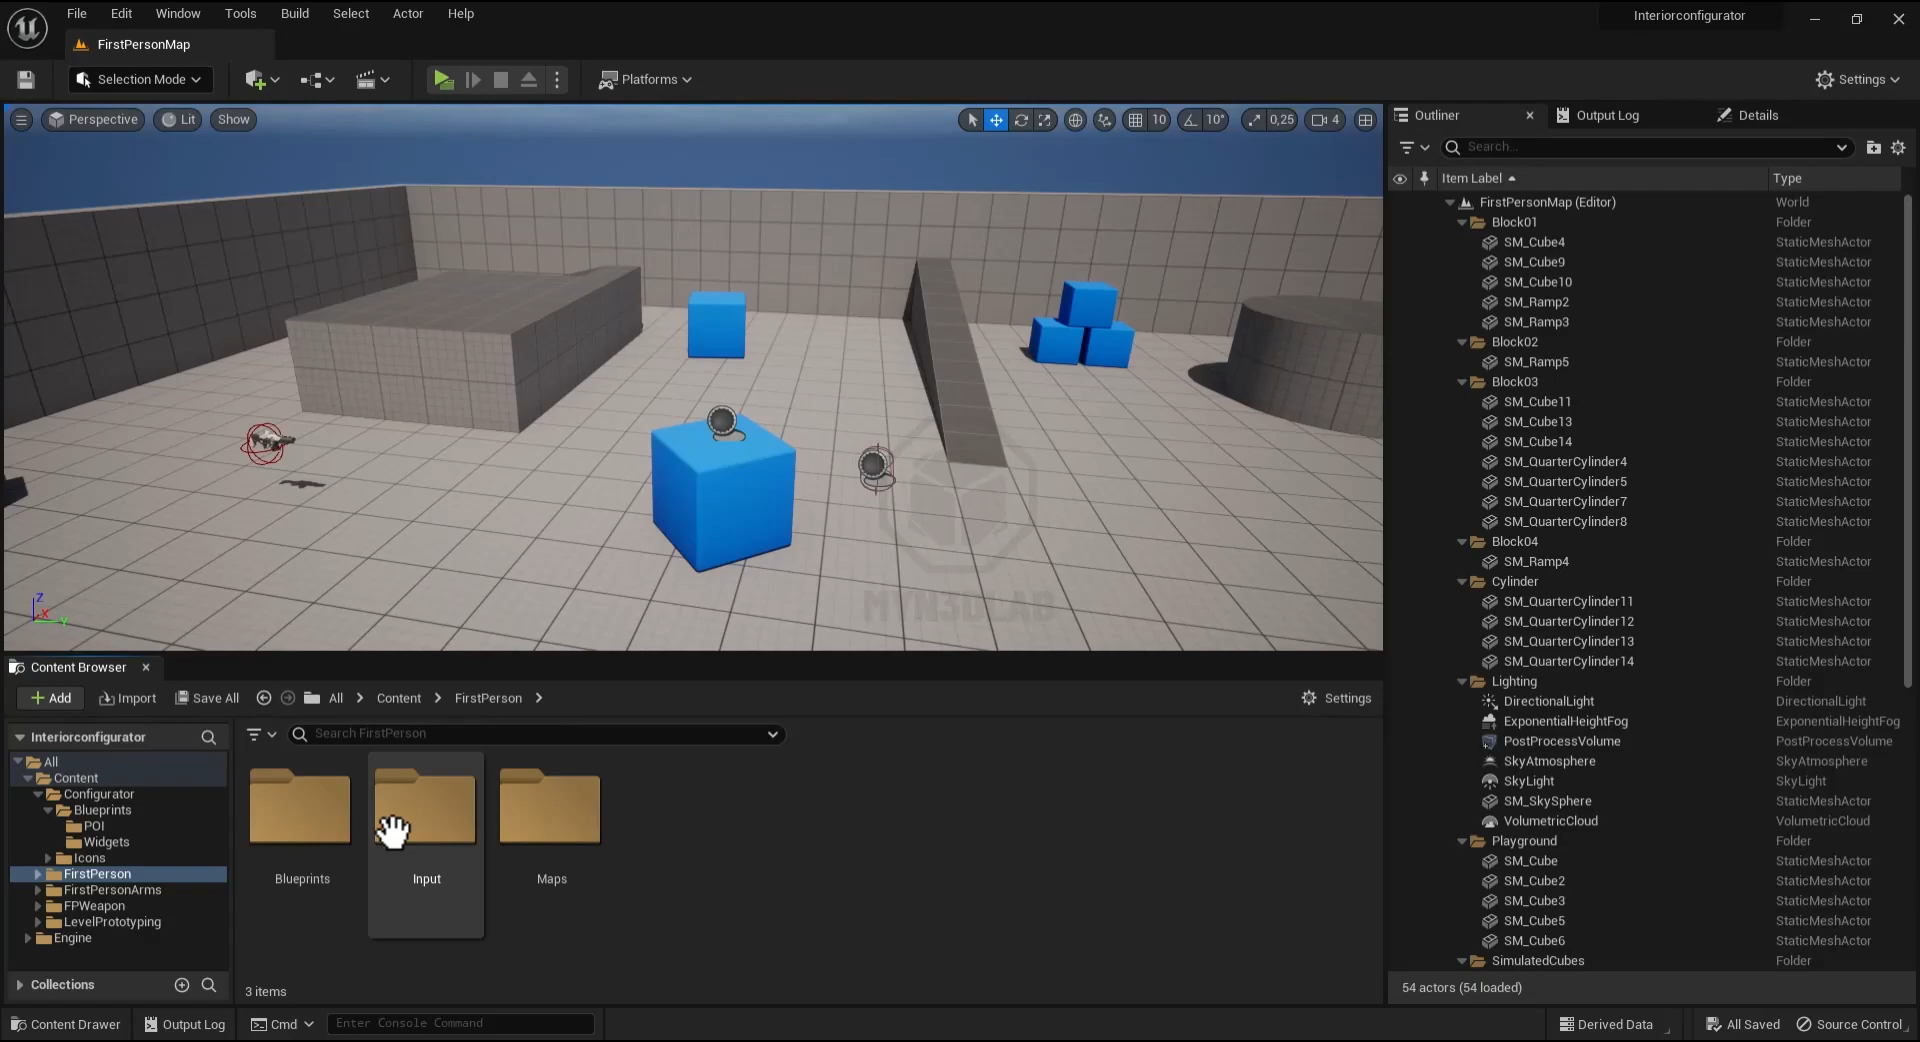 File Edit Window Tools Build Select Actor Help
Interiorconfigurator
FirstPersonMap
Selection Mode
Platforms
Settings
Perspective Lit Show
10 10° 0,25 4
Outliner
Output Log
Details
Search...
Item Label Type
FirstPersonMap (Editor) World
Block01 Folder
SM_Cube4 StaticMeshActor
SM_Cube9 StaticMeshActor
SM_Cube10 StaticMeshActor
SM_Ramp2 StaticMeshActor
SM_Ramp3 StaticMeshActor
Block02 Folder
SM_Ramp5 StaticMeshActor
Block03 Folder
SM_Cube11 StaticMeshActor
SM_Cube13 StaticMeshActor
SM_Cube14 StaticMeshActor
SM_QuarterCylinder4 StaticMeshActor
SM_QuarterCylinder5 StaticMeshActor
SM_QuarterCylinder7 StaticMeshActor
SM_QuarterCylinder8 StaticMeshActor
Block04 Folder
SM_Ramp4 StaticMeshActor
Cylinder Folder
SM_QuarterCylinder11 StaticMeshActor
SM_QuarterCylinder12 StaticMeshActor
SM_QuarterCylinder13 StaticMeshActor
SM_QuarterCylinder14 StaticMeshActor
Lighting Folder
DirectionalLight DirectionalLight
ExponentialHeightFog ExponentialHeightFog
PostProcessVolume PostProcessVolume
SkyAtmosphere SkyAtmosphere
SkyLight SkyLight
SM_SkySphere StaticMeshActor
VolumetricCloud VolumetricCloud
Playground Folder
SM_Cube StaticMeshActor
SM_Cube2 StaticMeshActor
SM_Cube3 StaticMeshActor
SM_Cube5 StaticMeshActor
SM_Cube6 StaticMeshActor
SimulatedCubes Folder
54 actors (54 loaded)
MYN3DLAB
Z
X
Y
Content Browser
Add Import Save All All Content FirstPerson Settings
Interiorconfigurator
Search FirstPerson
All
Content
Configurator
Blueprints
POI
Widgets
Icons
FirstPerson
FirstPersonArms
FPWeapon
LevelPrototyping
Engine
Collections
Blueprints
Input
Maps
3 items
Content Drawer Output Log Cmd Enter Console Command Derived Data All Saved Source Control